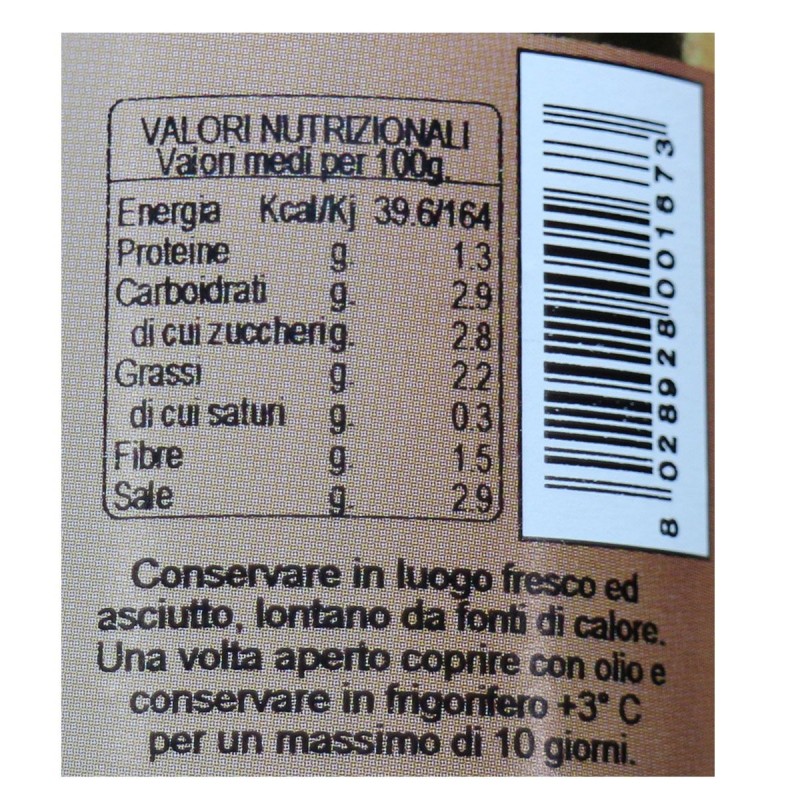 VALORI NUTRIZIONALI
Valori medi per 100g.
Energia Kcal/Kj 39.6/164
Proteine g. 1.3
Carboidrati g. 2.9
di cui zuccheri g. 2.8
Grassi g. 2.2
di cui saturi g. 0.3
Fibre g. 1.5
Sale g. 2.9
8 028928 001673
Conservare in luogo fresco ed
asciutto, lontano da fonti di calore.
Una volta aperto coprire con olio e
conservare in frigorifero +3° C
per un massimo di 10 giorni.